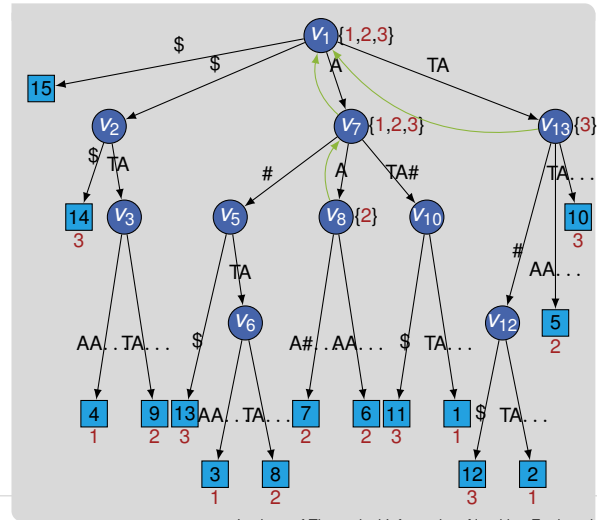 v1 {1,2,3}
$ $ A TA
15
v2 v7 {1,2,3} v13 {3}
$ TA # A TA# TA...
14 v3 v5 v8 {2} v10 10
3 3
TA # AA...
v6 v12 5
2
AA... TA... $ A#... AA... $ TA...
4 9 13 AA... TA... 7 6 11 1 $ TA...
1 2 3 2 2 3 1
3 8 12 2
1 2 3 1